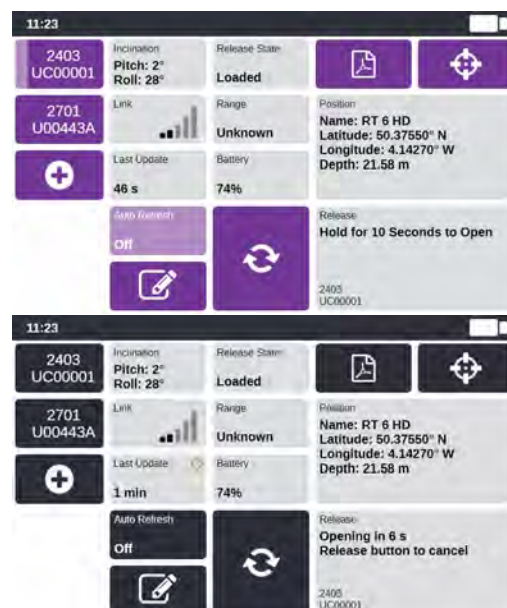 11:23
2403
UC00001
Inclination
Pitch: 2°
Roll: 28°
Release State
Loaded
2701
U00443A
Link
Range
Unknown
Position
Name: RT 6 HD
Latitude: 50.37550° N
Longitude: 4.14270° W
Depth: 21.58 m
Last Update
46 s
Battery
74%
Auto Refresh
Off
Release
Hold for 10 Seconds to Open
2403
UC00001
11:23
2403
UC00001
Inclination
Pitch: 2°
Roll: 28°
Release State
Loaded
2701
U00443A
Link
Range
Unknown
Position
Name: RT 6 HD
Latitude: 50.37550° N
Longitude: 4.14270° W
Depth: 21.58 m
Last Update
1 min
Battery
74%
Auto Refresh
Off
Release
Opening in 6 s
Release button to cancel
2403
UC00001